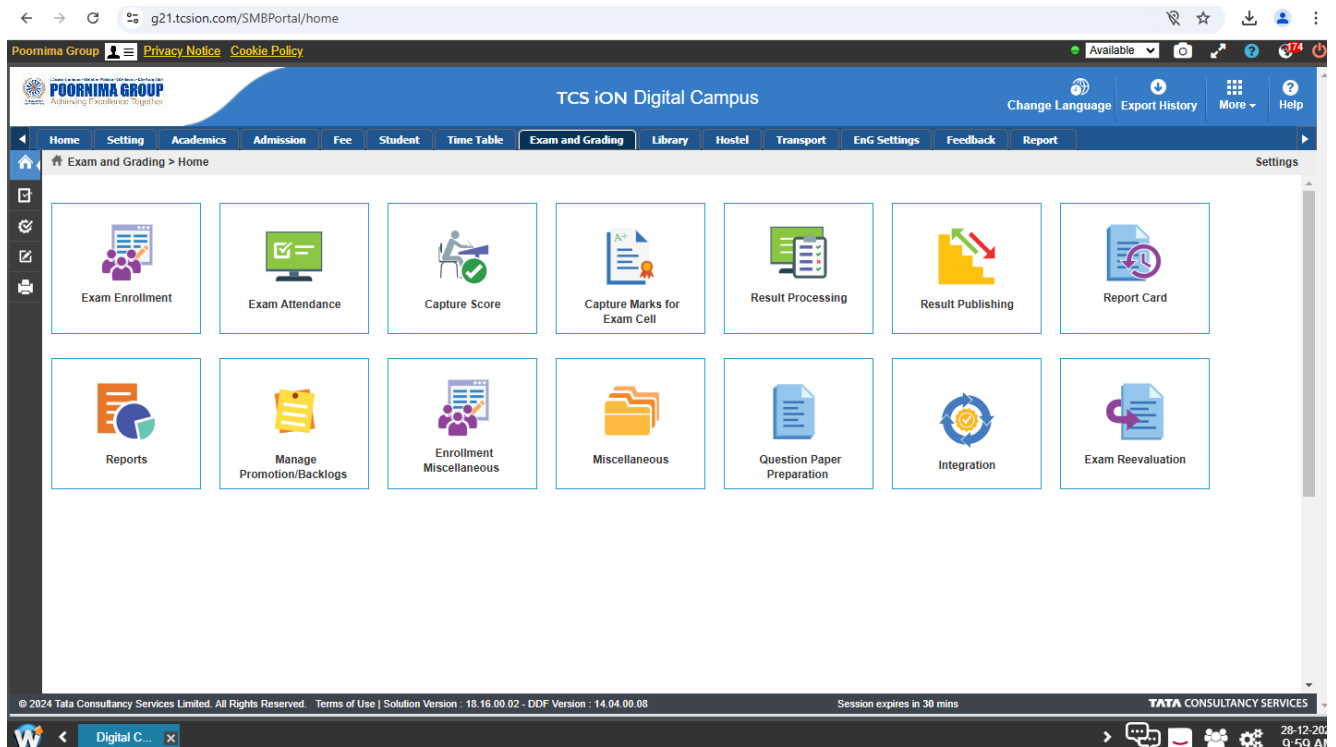 g21.tcsion.com/SMBPortal/home
Poornima Group Privacy Notice Cookie Policy Available 174
POORNIMA GROUP
Achieving Excellence Together
TCS iON Digital Campus
Change Language Export History More Help
Home Setting Academics Admission Fee Student Time Table Exam and Grading Library Hostel Transport EnG Settings Feedback Report
Exam and Grading > Home Settings
A+
Exam Enrollment
Exam Attendance
Capture Score
Capture Marks for
Exam Cell
Result Processing
Result Publishing
Report Card
Reports
Manage
Promotion/Backlogs
Enrollment
Miscellaneous
Miscellaneous
Question Paper
Preparation
Integration
Exam Reevaluation
© 2024 Tata Consultancy Services Limited. All Rights Reserved. Terms of Use | Solution Version : 18.16.00.02 - DDF Version : 14.04.00.08 Session expires in 30 mins TATA CONSULTANCY SERVICES
W Digital C... 28-12-202
9:59 AM